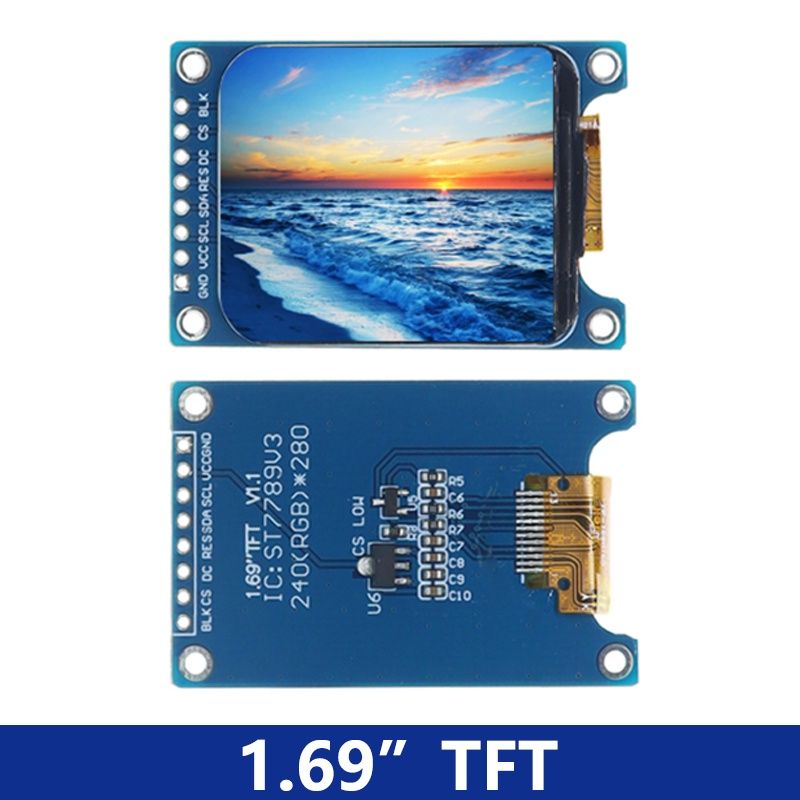 GND VCC SCL SDA RES DC CS BLK
BLK CS DC RES SDA SCL VCC GND
1.69"TFT V1.1
IC:ST7789V3
240(RGB)*280
CS LOW
U5
R8
U6
R5
C6
R6
R7
C7
C8
C9
C10
1.69” TFT